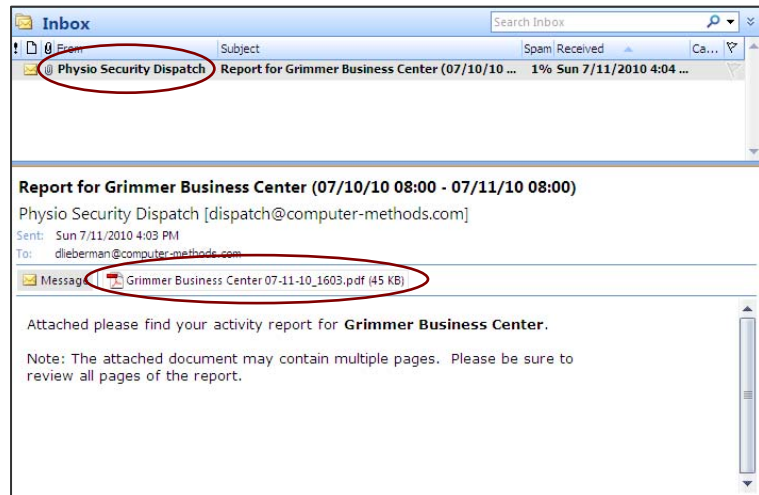 Inbox
Search Inbox
! From Subject Spam Received Ca...
Physio Security Dispatch Report for Grimmer Business Center (07/10/10 ... 1% Sun 7/11/2010 4:04 ...
Report for Grimmer Business Center (07/10/10 08:00 - 07/11/10 08:00)
Physio Security Dispatch [dispatch@computer-methods.com]
Sent: Sun 7/11/2010 4:03 PM
To: dlieberman@computer-methods.com
Message Grimmer Business Center 07-11-10_1603.pdf (45 KB)
Attached please find your activity report for Grimmer Business Center.
Note: The attached document may contain multiple pages. Please be sure to
review all pages of the report.